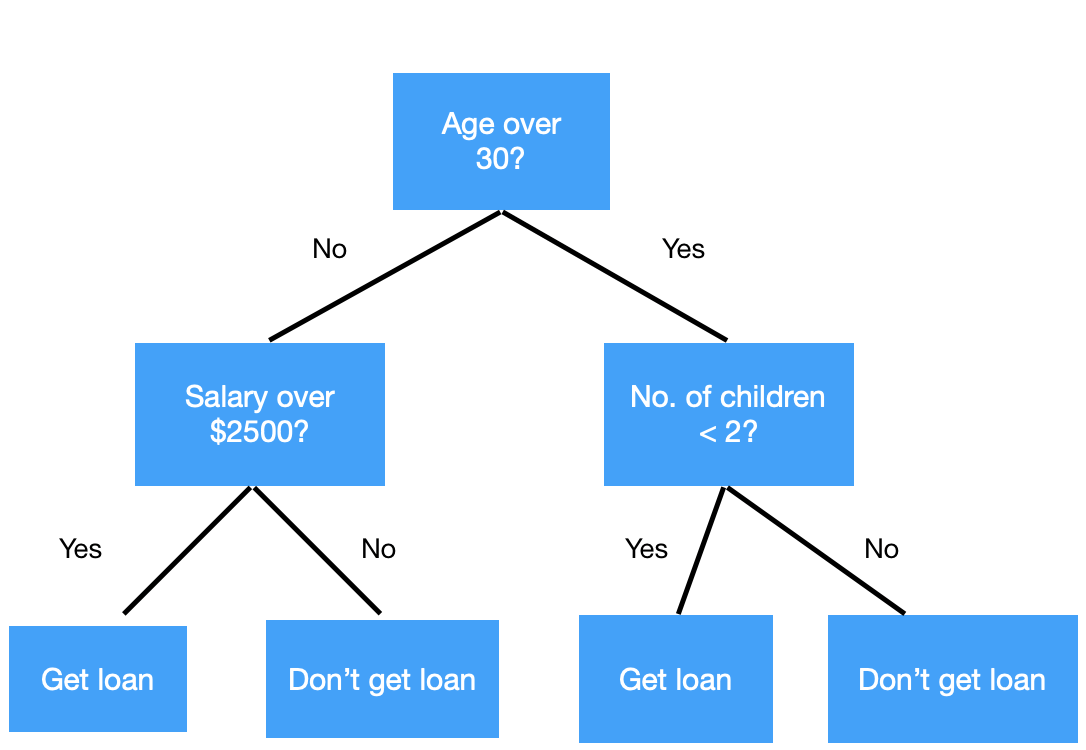 Age over
30?
No
Yes
Salary over
$2500?
No. of children
< 2?
Yes
No
Yes
No
Get loan
Don’t get loan
Get loan
Don’t get loan